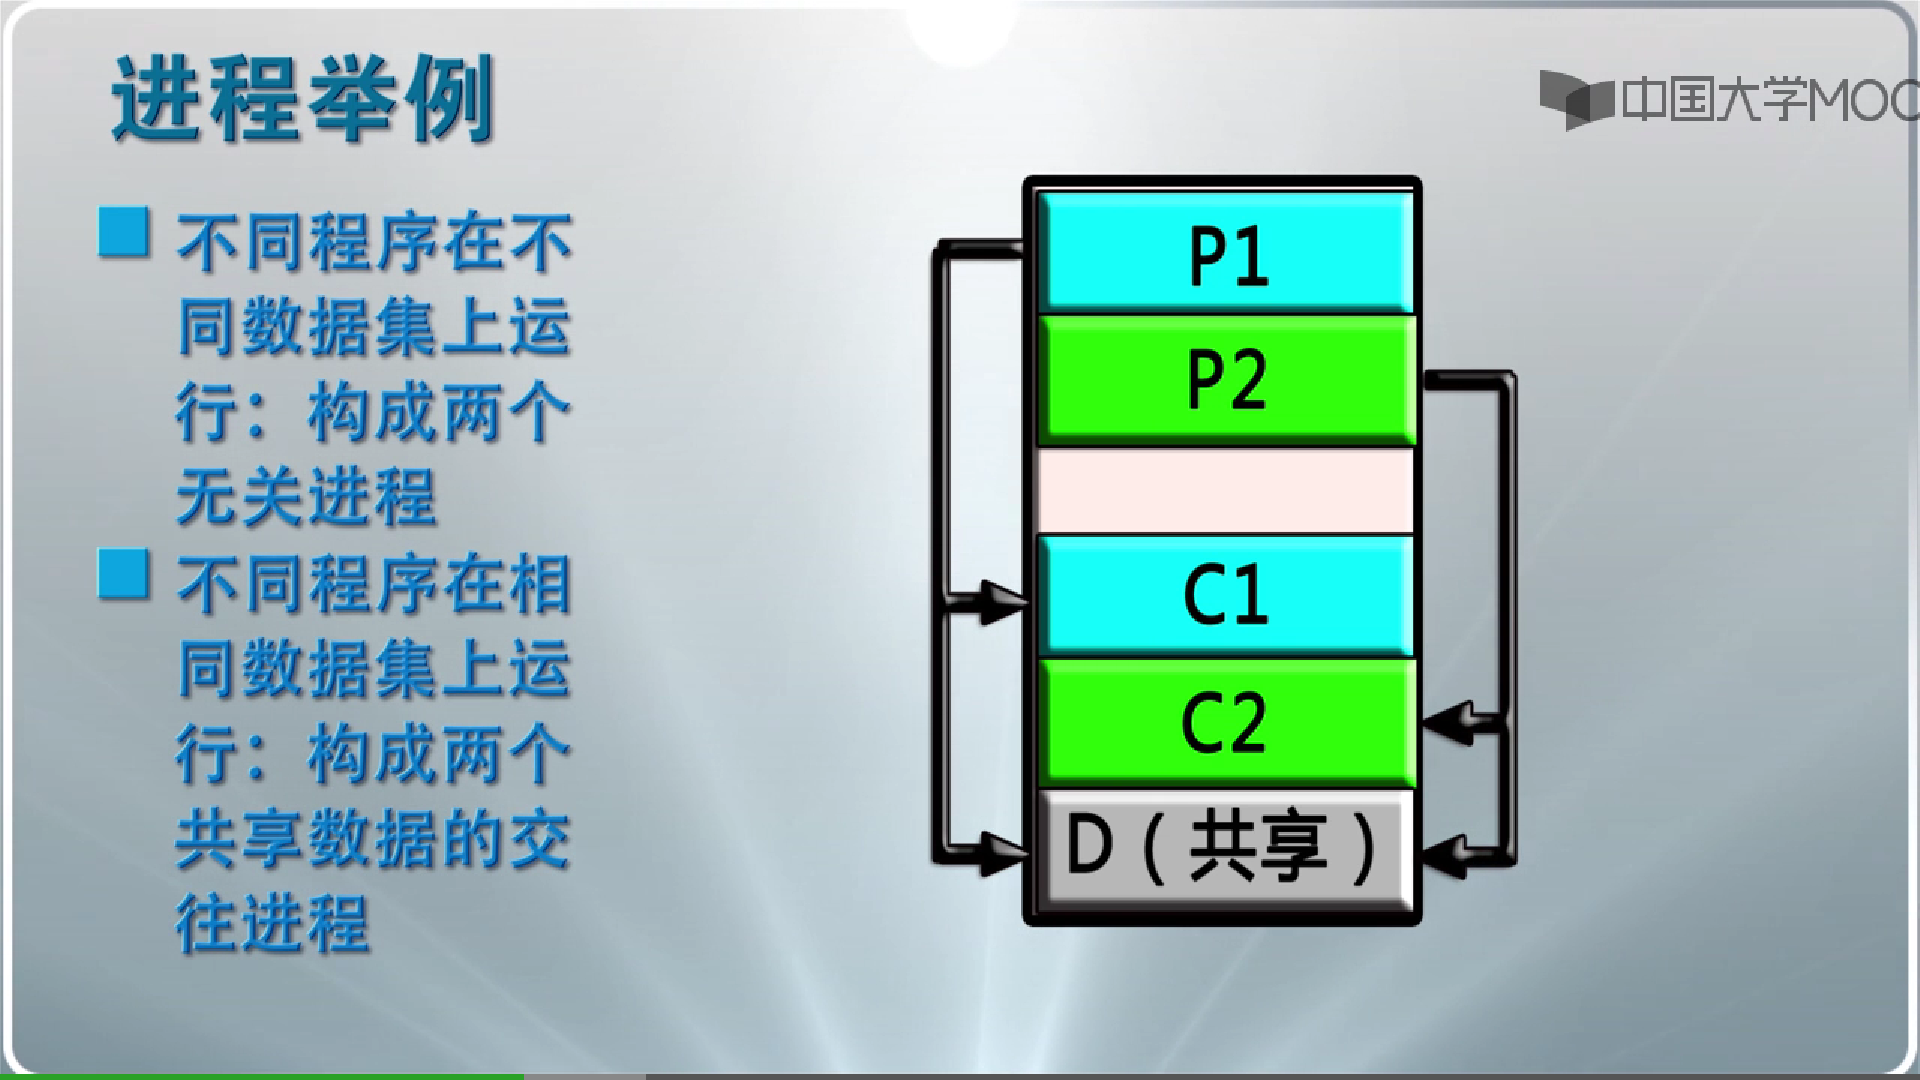 进程举例
中国大学MOO
不同程序在不
同数据集上运
行：构成两个
无关进程
不同程序在相
同数据集上运
行：构成两个
共享数据的交
往进程
P1
P2
C1
C2
D（共享）